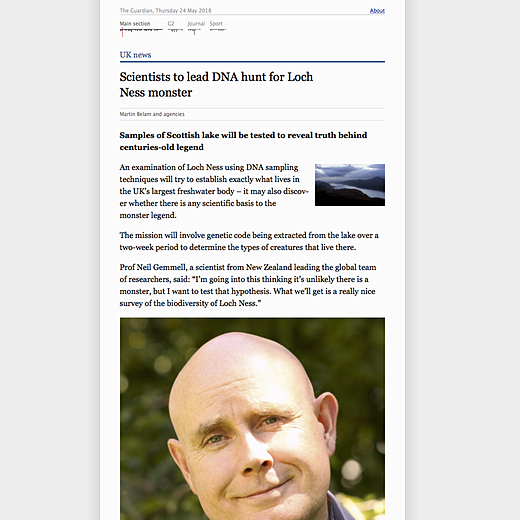 The Guardian, Thursday 24 May 2018 About
Main section G2 Journal Sport
UK news
Scientists to lead DNA hunt for Loch
Ness monster
Martin Belam and agencies
Samples of Scottish lake will be tested to reveal truth behind
centuries-old legend
An examination of Loch Ness using DNA sampling
techniques will try to establish exactly what lives in
the UK's largest freshwater body – it may also discov-
er whether there is any scientific basis to the
monster legend.
The mission will involve genetic code being extracted from the lake over a
two-week period to determine the types of creatures that live there.
Prof Neil Gemmell, a scientist from New Zealand leading the global team
of researchers, said: “I'm going into this thinking it's unlikely there is a
monster, but I want to test that hypothesis. What we'll get is a really nice
survey of the biodiversity of Loch Ness.”